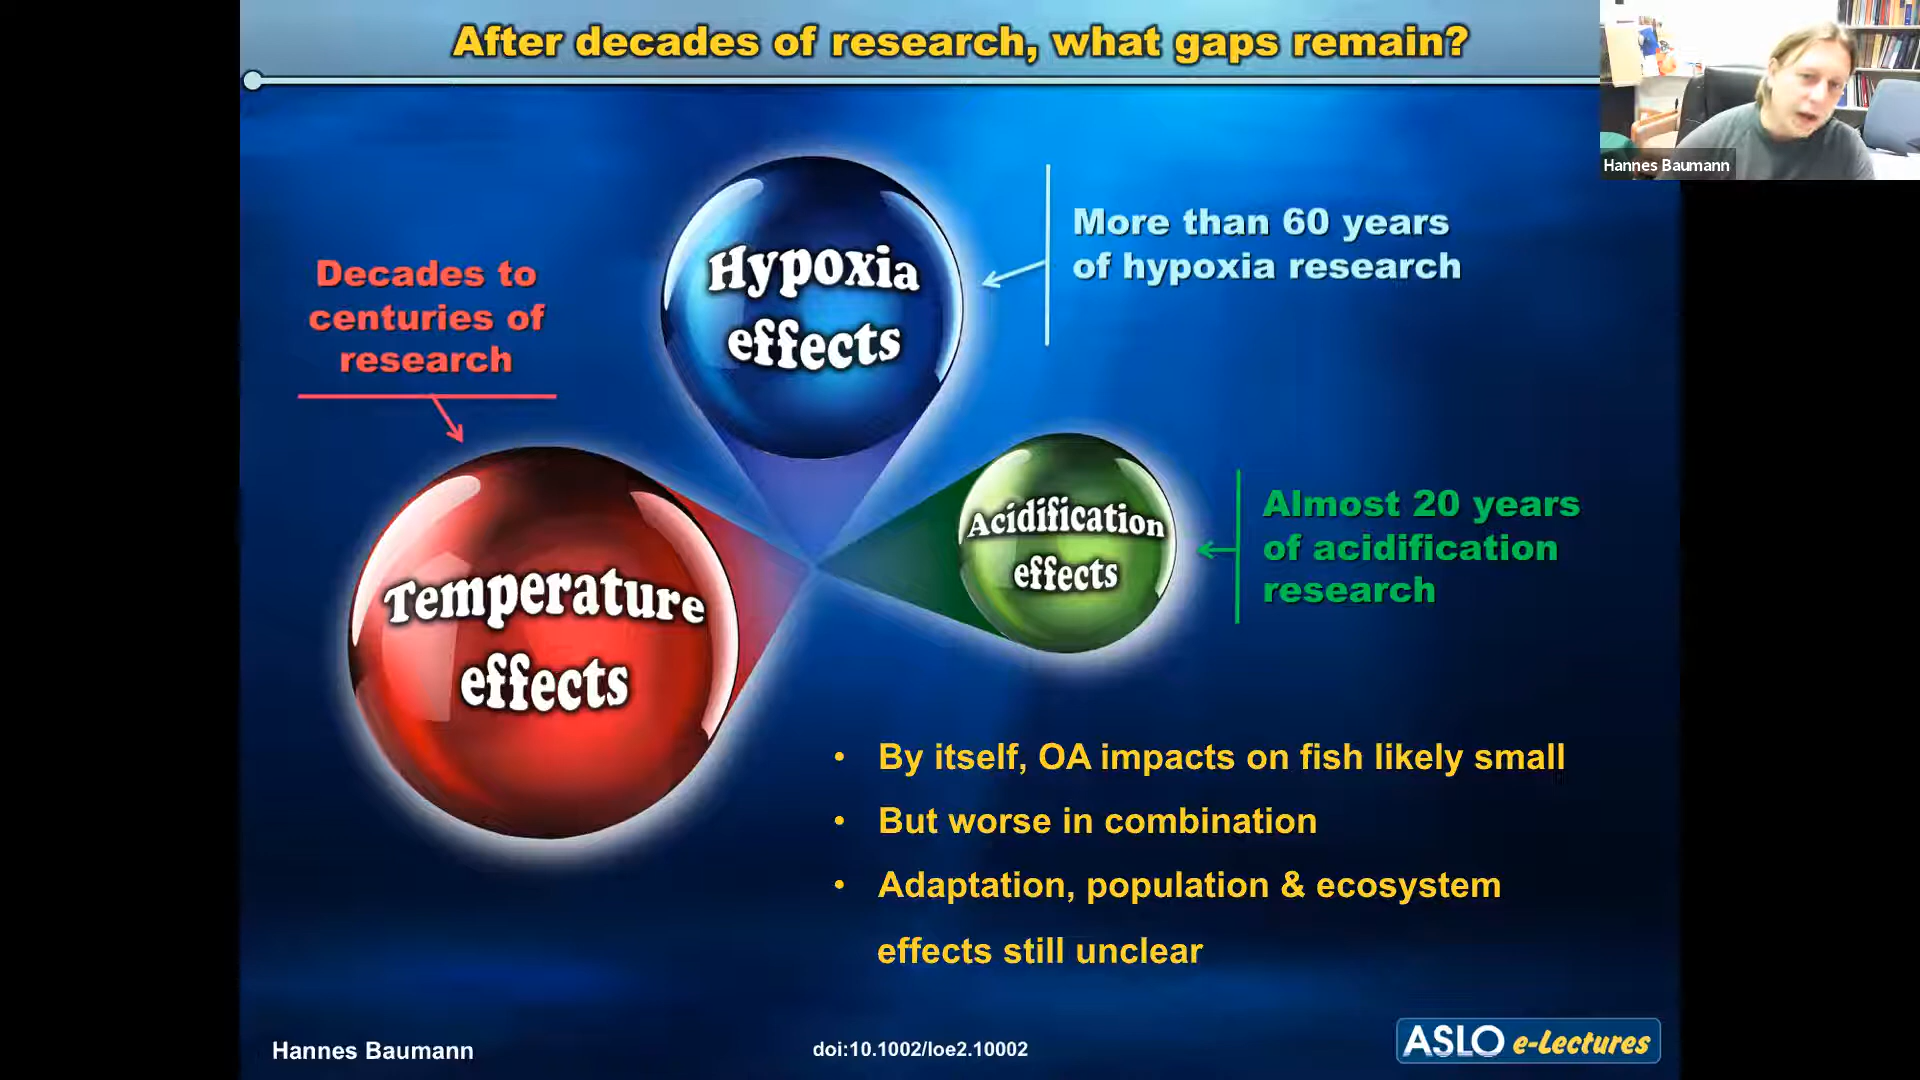 After decades of research, what gaps remain?
Hannes Baumann
More than 60 years
of hypoxia research
Hypoxia
effects
Decades to
centuries of
research
Temperature
effects
Acidification
effects
Almost 20 years
of acidification
research
• By itself, OA impacts on fish likely small
• But worse in combination
• Adaptation, population & ecosystem
effects still unclear
Hannes Baumann
doi:10.1002/loe2.10002
ASLO e-Lectures